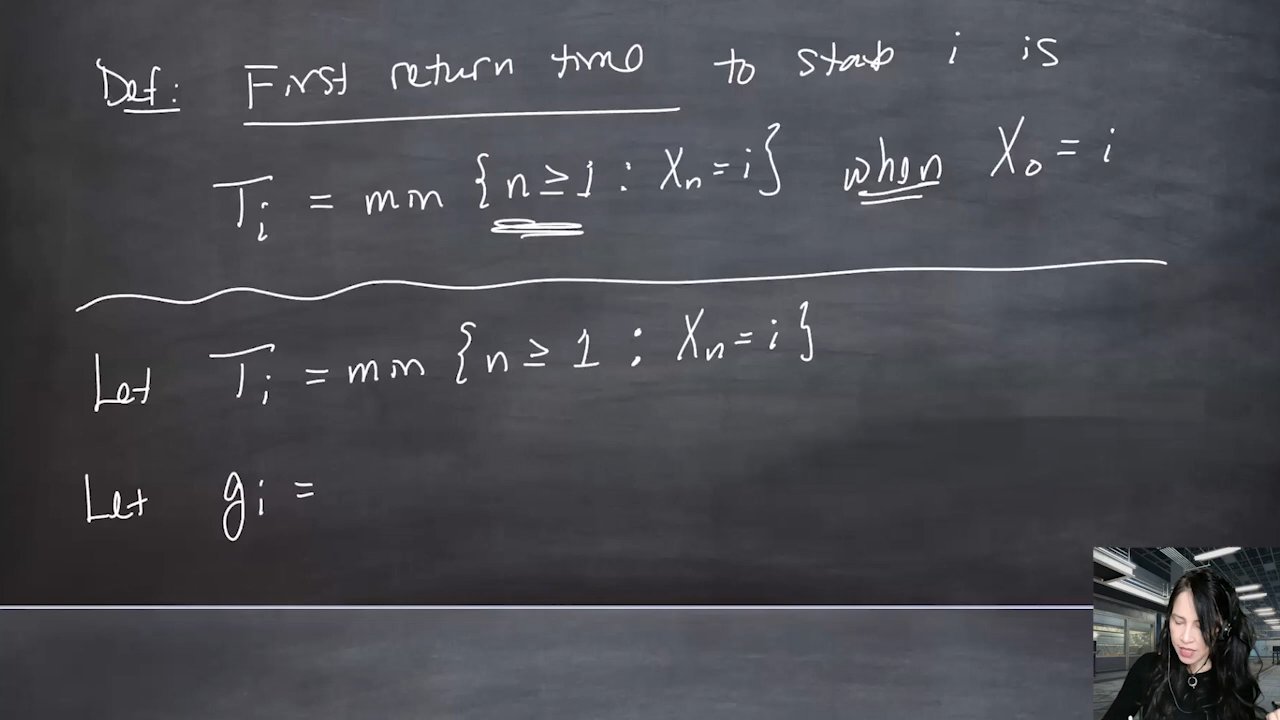 Def: First return time to state i is
T_i = min {n ≥ 1 : X_n = i} when X_0 = i
Let T_i = min {n ≥ 1 : X_n = i}
Let g_i =